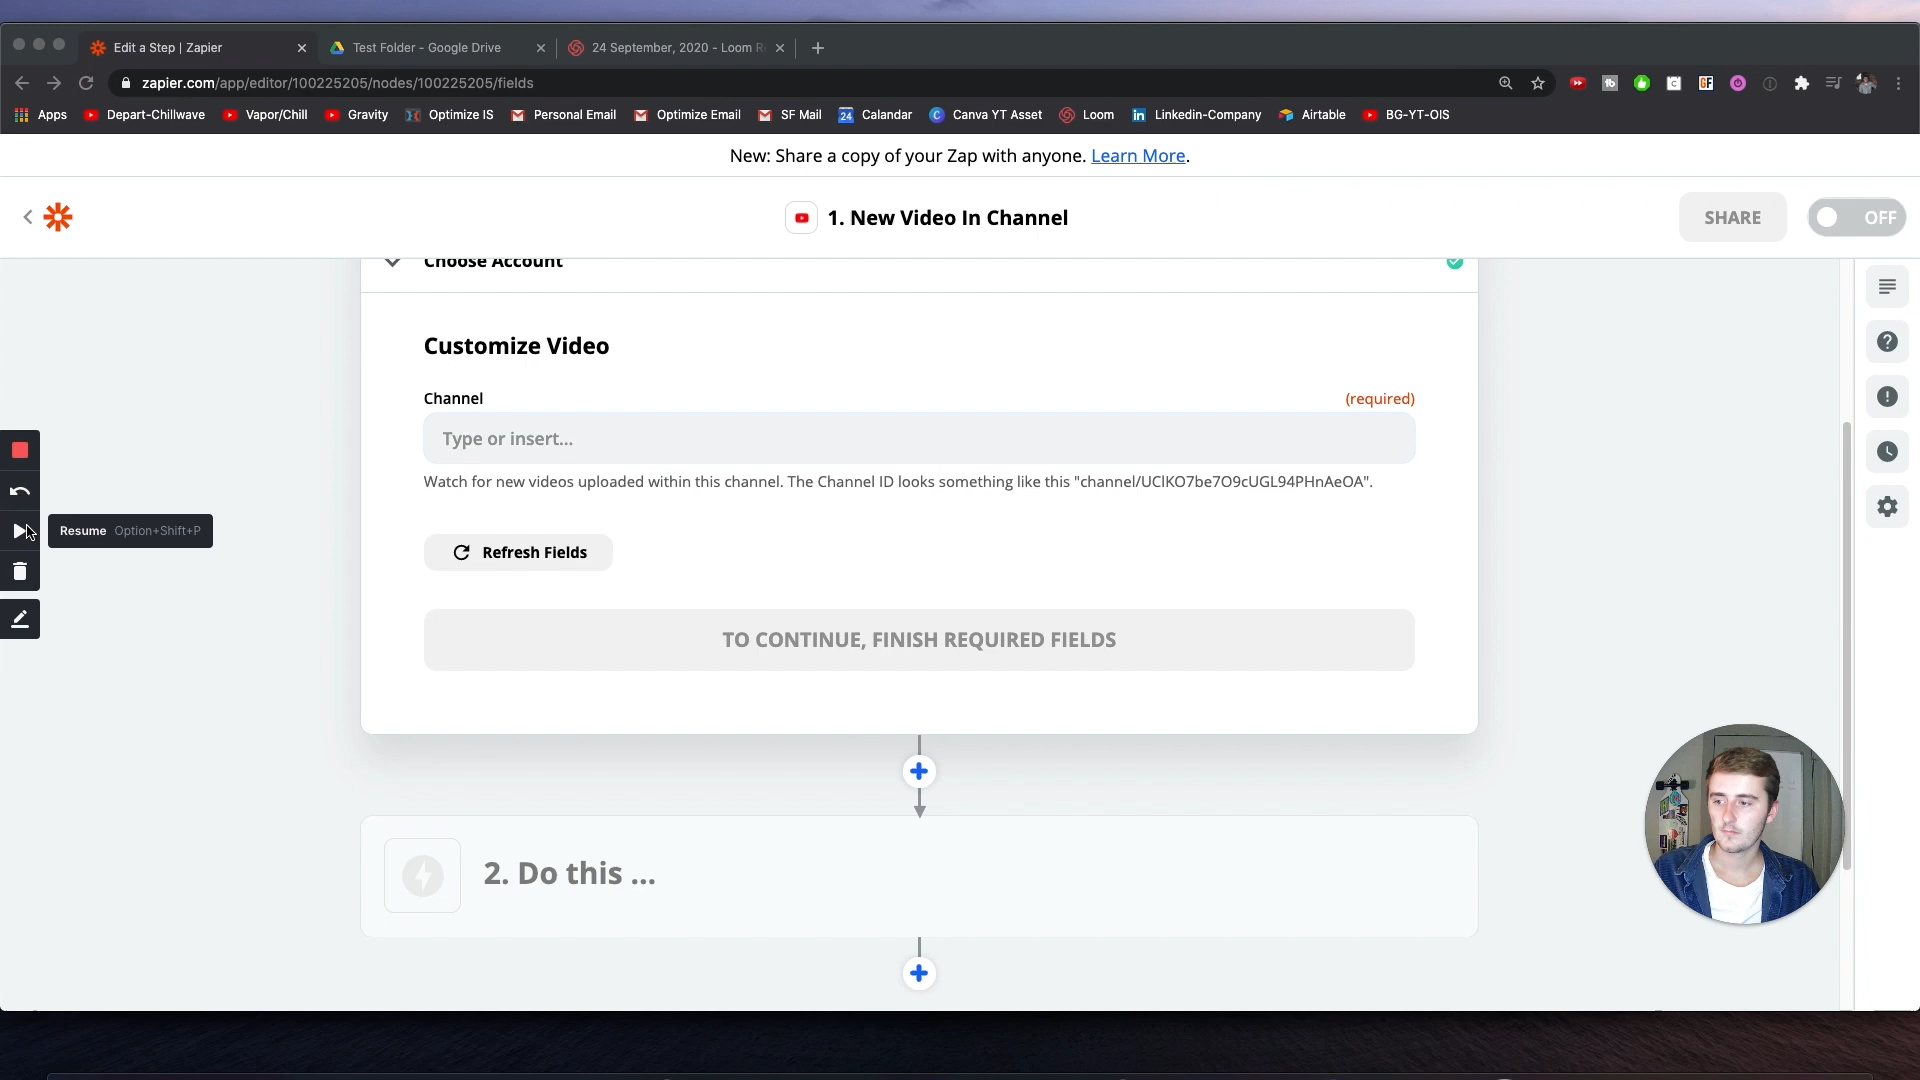 Edit a Step | Zapier
Test Folder - Google Drive
24 September, 2020 - Loom R
zapier.com/app/editor/100225205/nodes/100225205/fields
Apps
Depart-Chillwave
Vapor/Chill
Gravity
Optimize IS
Personal Email
Optimize Email
SF Mail
24
Calandar
Canva YT Asset
Loom
Linkedin-Company
Airtable
BG-YT-OIS
New: Share a copy of your Zap with anyone. Learn More.
1. New Video In Channel
SHARE
OFF
Choose Account
Customize Video
Channel
(required)
Type or insert...
Watch for new videos uploaded within this channel. The Channel ID looks something like this "channel/UClKO7be7O9cUGL94PHnAeOA".
Resume Option+Shift+P
Refresh Fields
TO CONTINUE, FINISH REQUIRED FIELDS
2. Do this ...